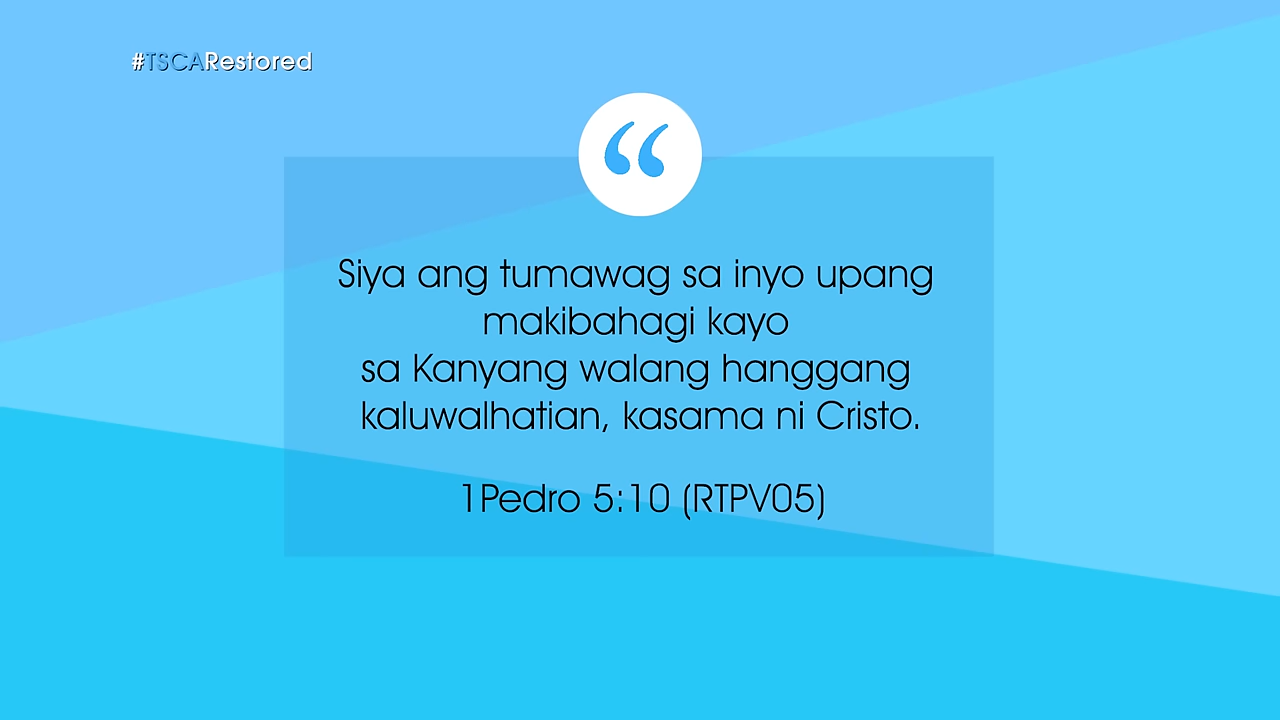 #TSCARestored
“
Siya ang tumawag sa inyo upang
makibahagi kayo
sa Kanyang walang hanggang
kaluwalhatian, kasama ni Cristo.
1Pedro 5:10 (RTPV05)